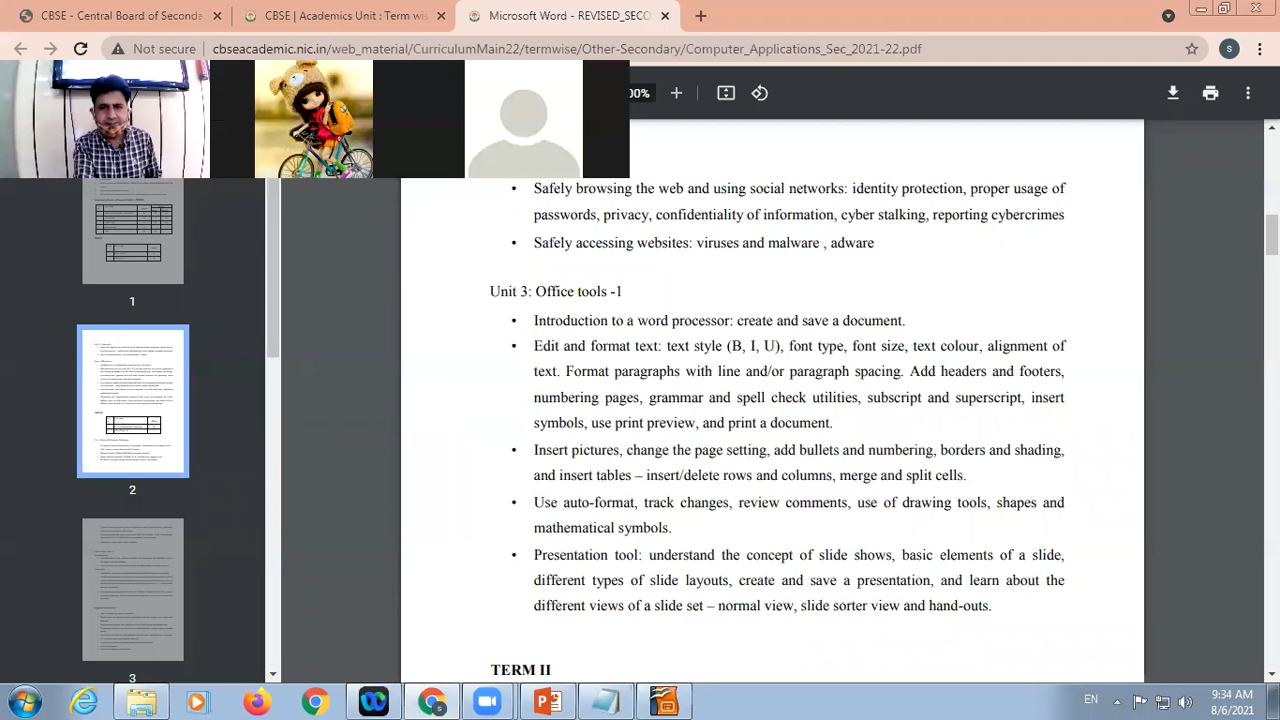 CBSE - Central Board of Seconda
CBSE | Academics Unit : Term wis
Microsoft Word - REVISED_SECO
Not secure
cbseacademic.nic.in/web_material/CurriculumMain22/termwise/Other-Secondary/Computer_Applications_Sec_2021-22.pdf
S
00%
• Safely browsing the web and using social networks: identity protection, proper usage of
passwords, privacy, confidentiality of information, cyber stalking, reporting cybercrimes
• Safely accessing websites: viruses and malware , adware
Unit 3: Office tools -1
• Introduction to a word processor: create and save a document.
• Edit and format text: text style (B, I, U), font type, font size, text colour, alignment of
text. Format paragraphs with line and/or paragraph spacing. Add headers and footers,
numbering pages, grammar and spell check utilities, subscript and superscript, insert
symbols, use print preview, and print a document.
• Insert pictures, change the page setting, add bullets and numbering, borders and shading,
and insert tables – insert/delete rows and columns, merge and split cells.
• Use auto-format, track changes, review comments, use of drawing tools, shapes and
mathematical symbols.
• Presentation tool: understand the concept of slide shows, basic elements of a slide,
different types of slide layouts, create and save a presentation, and learn about the
different views of a slide set – normal view, slide sorter view and hand-outs.
TERM II
1
2
3
EN
9:34 AM
8/6/2021